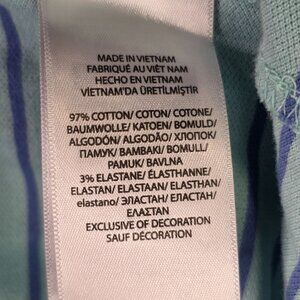 MADE IN VIETNAM
FABRIQUÉ AU VIÊT NAM
HECHO EN VIETNAM
VİETNAM'DA ÜRETİLMİŞTİR
97% COTTON/ COTON/ COTONE/
BAUMWOLLE/ KATOEN/ BOMULD/
ALGODÓN/ ALGODÃO/ ХЛОПОК/
ПАМУК/ BAMBAKI/ BOMULL/
PAMUK/ BAVLNA
3% ELASTANE/ ÉLASTHANNE/
ELASTAN/ ELASTAAN/ ELASTHAN/
elastano/ ЭЛАСТАН/ ЕЛАСТАН/
ΕΛΑΣΤΑΝ
EXCLUSIVE OF DECORATION
SAUF DÉCORATION